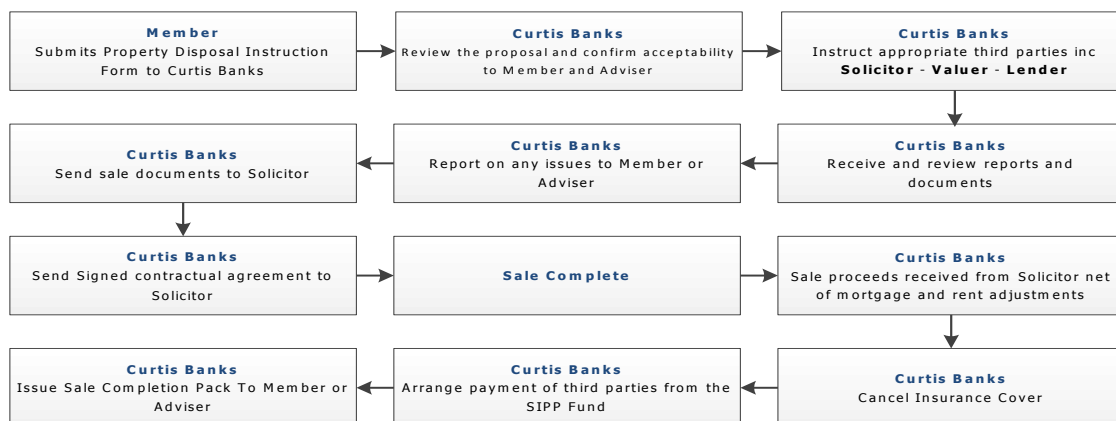 Member
Submits Property Disposal Instruction
Form to Curtis Banks
Curtis Banks
Review the proposal and confirm acceptability
to Member and Adviser
Curtis Banks
Instruct appropriate third parties inc
Solicitor - Valuer - Lender
Curtis Banks
Receive and review reports and
documents
Curtis Banks
Report on any issues to Member or
Adviser
Curtis Banks
Send sale documents to Solicitor
Curtis Banks
Send Signed contractual agreement to
Solicitor
Sale Complete
Curtis Banks
Sale proceeds received from Solicitor net
of mortgage and rent adjustments
Curtis Banks
Cancel Insurance Cover
Curtis Banks
Arrange payment of third parties from the
SIPP Fund
Curtis Banks
Issue Sale Completion Pack To Member or
Adviser